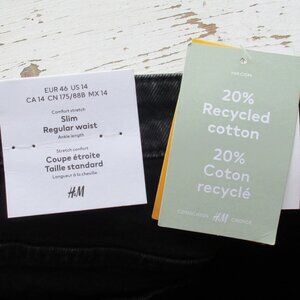 EUR 46 US 14
CA 14 CN 175/88B MX 14
Comfort stretch
Slim
Regular waist
Ankle length
Stretch confort
Coupe étroite
Taille standard
Longueur à la cheville
H&M
20%
Recycled
cotton
20%
Coton
recyclé